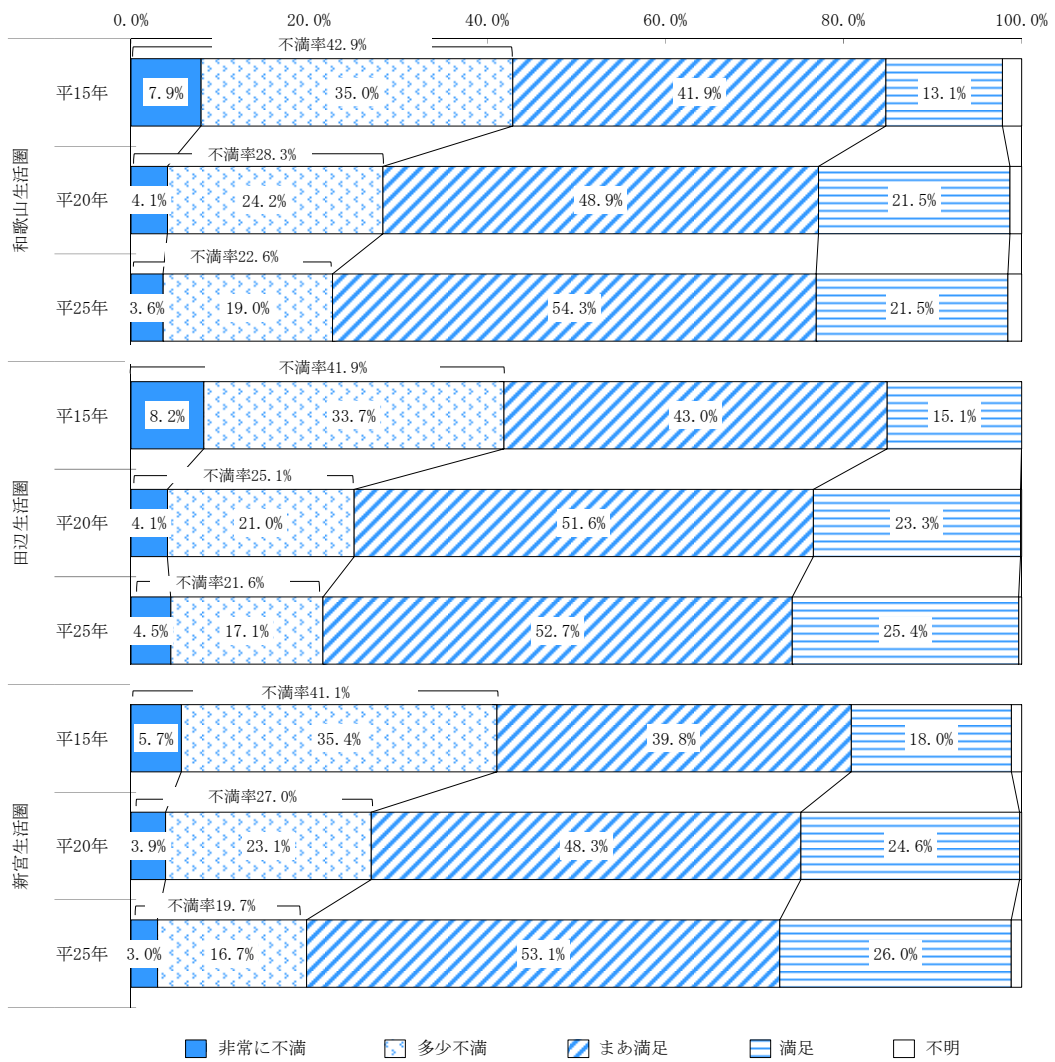 0.0% 20.0% 40.0% 60.0% 80.0% 100.0%
和歌山生活圏
不満率42.9%
平15年 7.9% 35.0% 41.9% 13.1%
不満率28.3%
平20年 4.1% 24.2% 48.9% 21.5%
不満率22.6%
平25年 3.6% 19.0% 54.3% 21.5%
田辺生活圏
不満率41.9%
平15年 8.2% 33.7% 43.0% 15.1%
不満率25.1%
平20年 4.1% 21.0% 51.6% 23.3%
不満率21.6%
平25年 4.5% 17.1% 52.7% 25.4%
新宮生活圏
不満率41.1%
平15年 5.7% 35.4% 39.8% 18.0%
不満率27.0%
平20年 3.9% 23.1% 48.3% 24.6%
不満率19.7%
平25年 3.0% 16.7% 53.1% 26.0%
非常に不満 多少不満 まあ満足 満足 不明